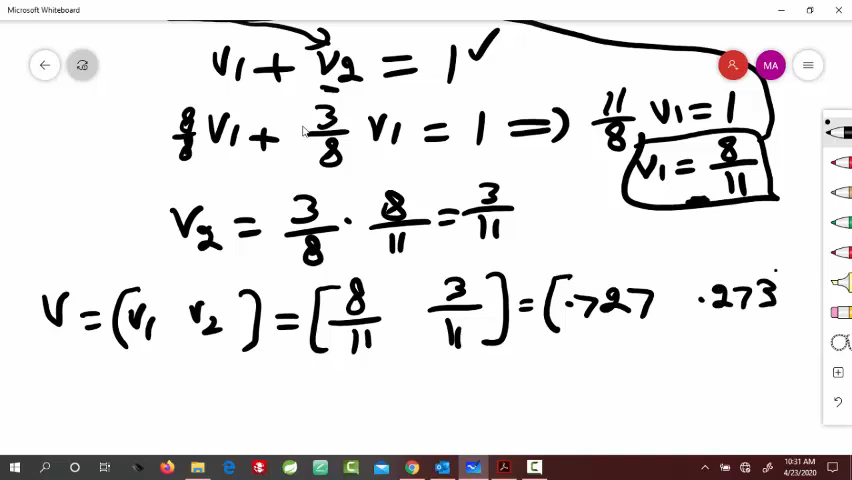 Microsoft Whiteboard
v1 + v2 = 1 ✓
MA
8/8 v1 + 3/8 v1 = 1 => 11/8 v1 = 1
v1 = 8/11
v2 = 3/8 · 8/11 = 3/11
V = (v1 v2] = [8/11 3/11] = [.727 .273
10:31 AM
4/23/2020